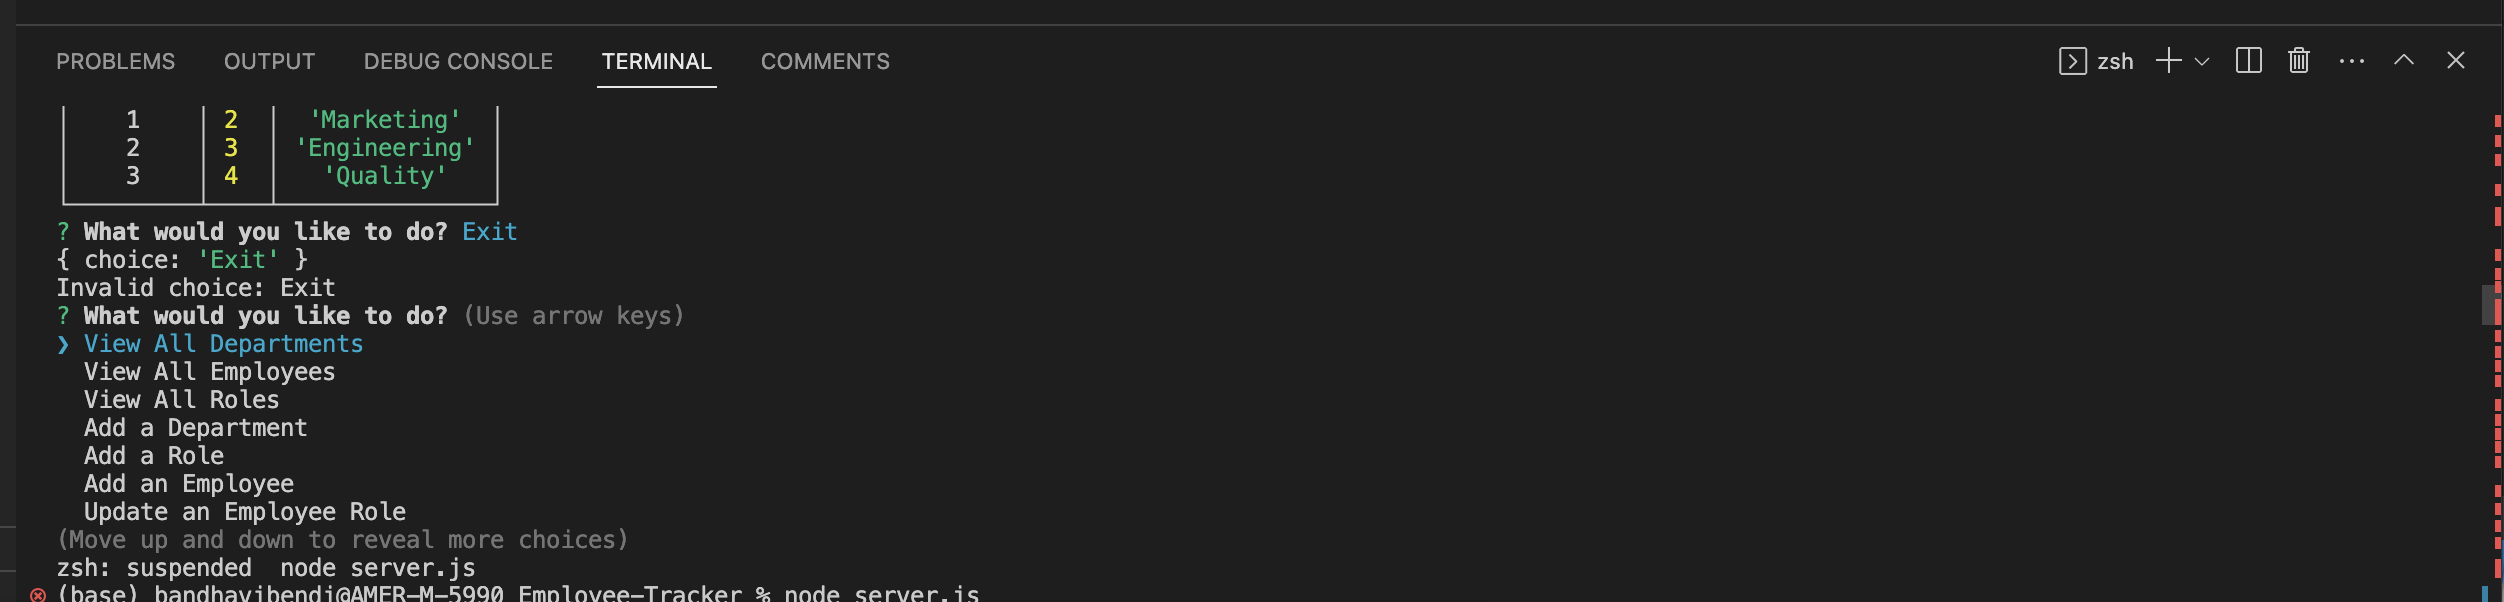 PROBLEMS OUTPUT DEBUG CONSOLE TERMINAL COMMENTS zsh
1 2 'Marketing'
2 3 'Engineering'
3 4 'Quality'
? What would you like to do? Exit
{ choice: 'Exit' }
Invalid choice: Exit
? What would you like to do? (Use arrow keys)
❯ View All Departments
View All Employees
View All Roles
Add a Department
Add a Role
Add an Employee
Update an Employee Role
(Move up and down to reveal more choices)
zsh: suspended  node server.js
(base) bandhavibendi@AMER-M-5990 Employee-Tracker % node server.js